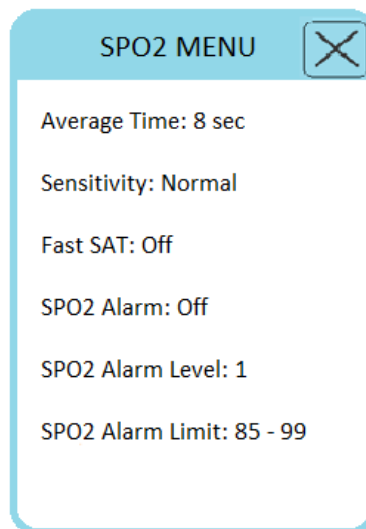 SPO2 MENU
Average Time: 8 sec
Sensitivity: Normal
Fast SAT: Off
SPO2 Alarm: Off
SPO2 Alarm Level: 1
SPO2 Alarm Limit: 85 - 99